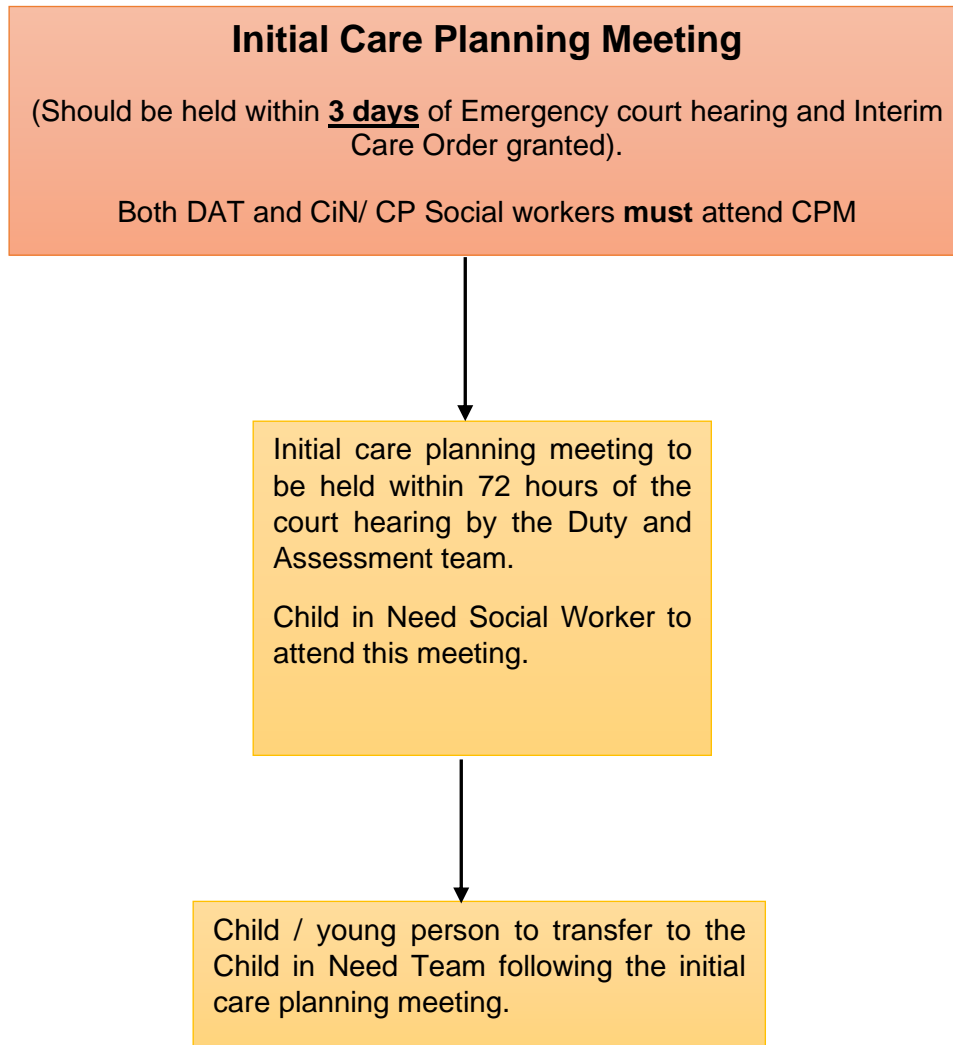 Initial Care Planning Meeting
(Should be held within 3 days of Emergency court hearing and Interim
Care Order granted).
Both DAT and CiN/ CP Social workers must attend CPM
Initial care planning meeting to
be held within 72 hours of the
court hearing by the Duty and
Assessment team.
Child in Need Social Worker to
attend this meeting.
Child / young person to transfer to the
Child in Need Team following the initial
care planning meeting.